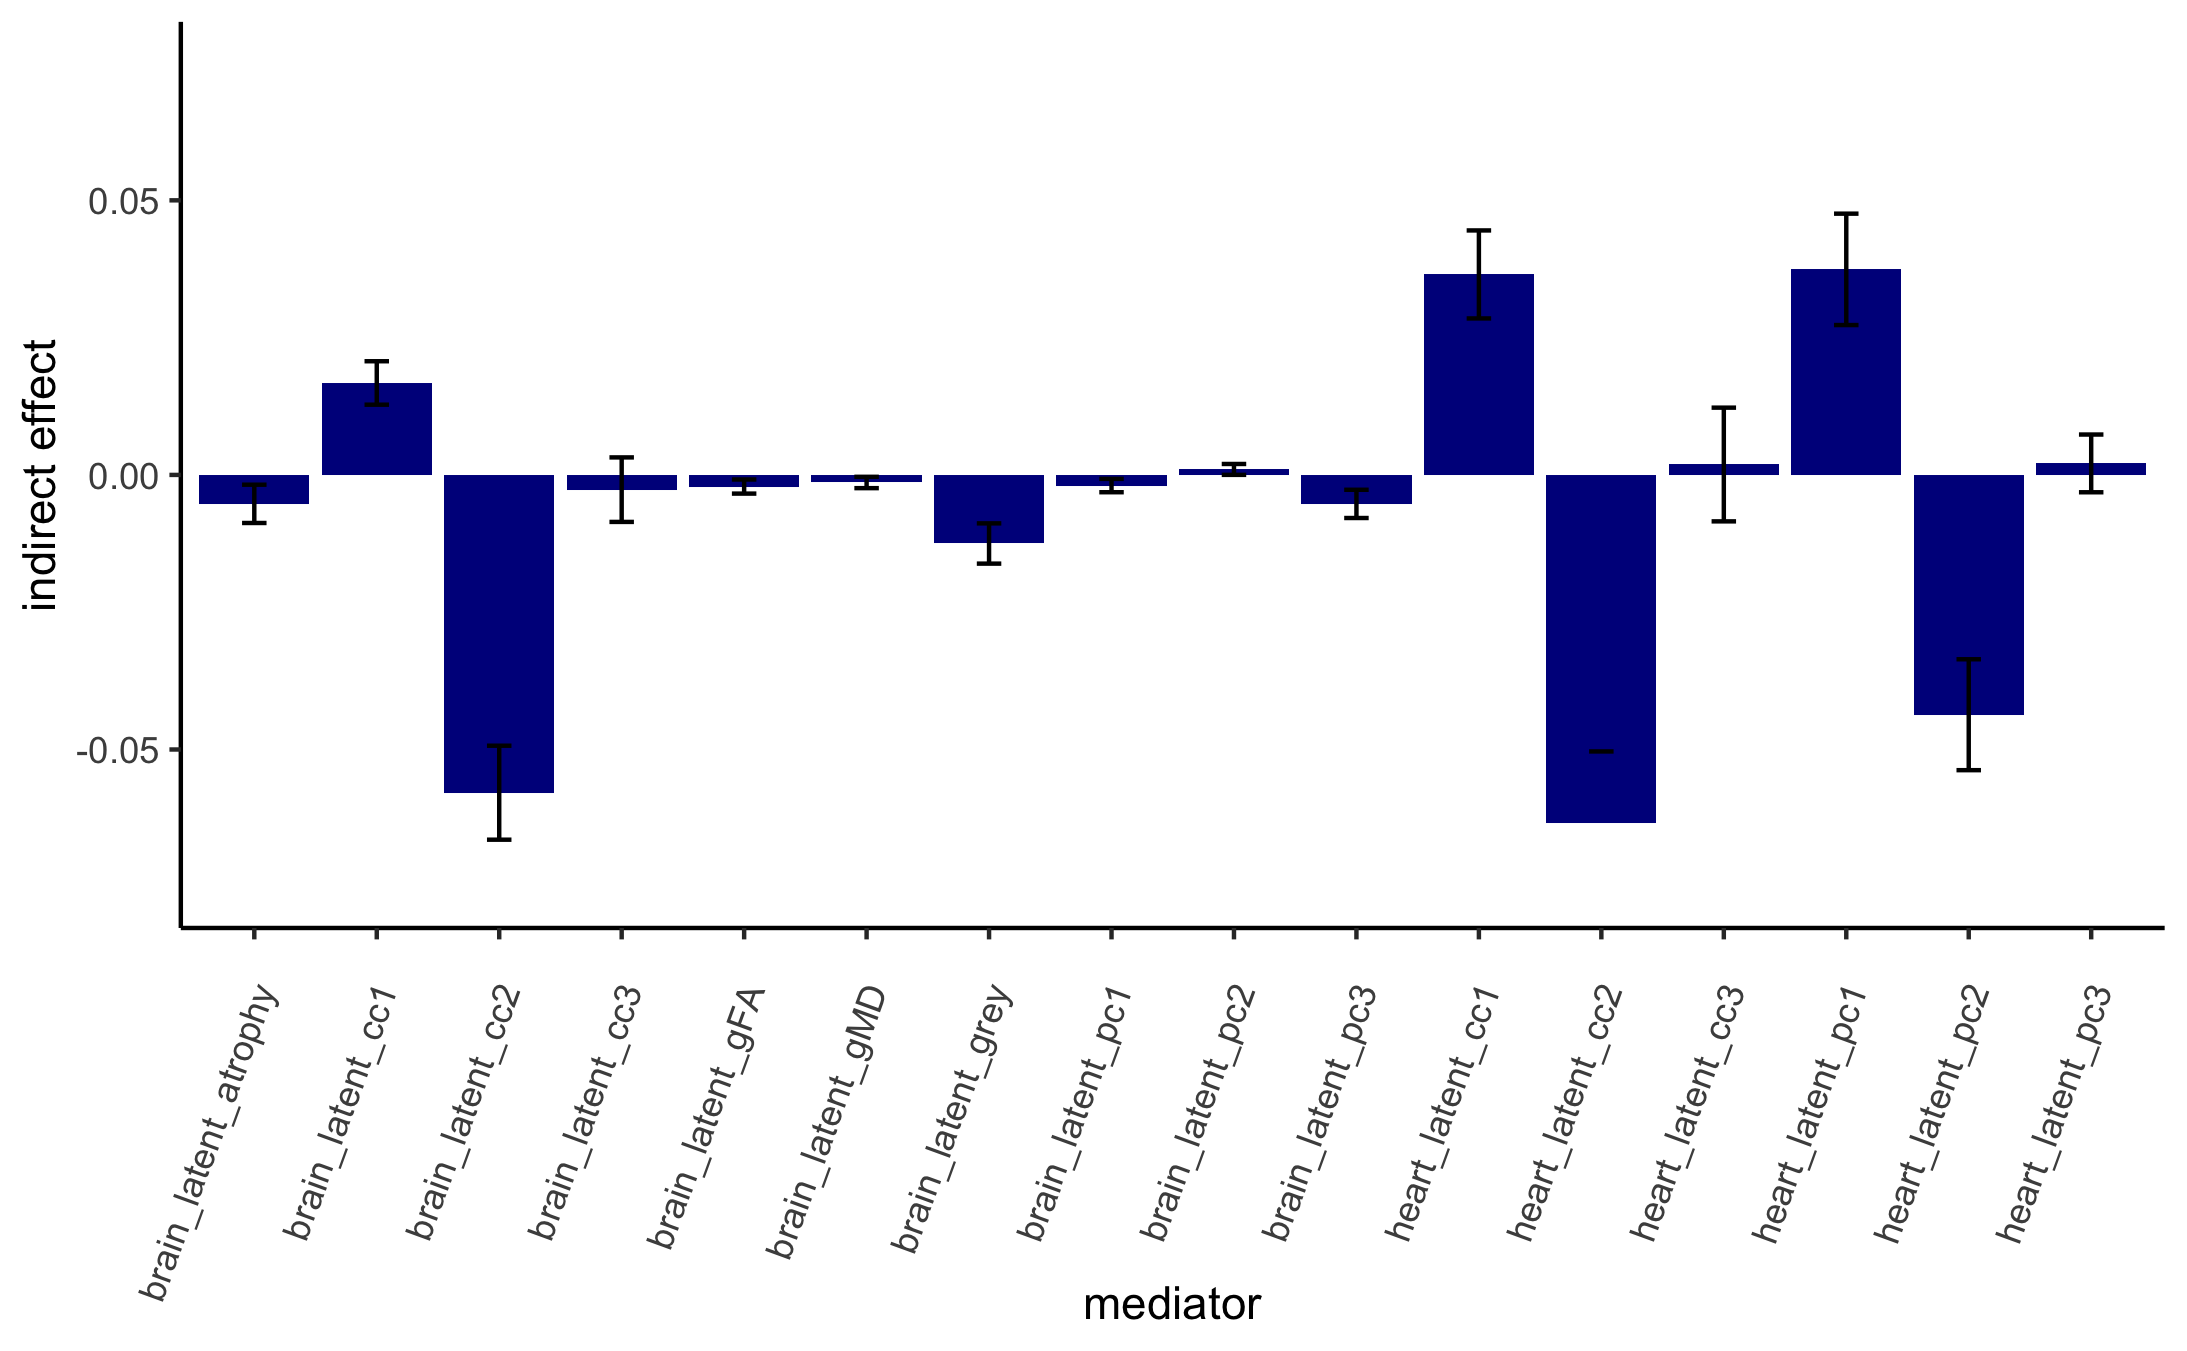 indirect effect
0.05
0.00
-0.05
brain_latent_atrophy
brain_latent_cc1
brain_latent_cc2
brain_latent_cc3
brain_latent_gFA
brain_latent_gMD
brain_latent_grey
brain_latent_pc1
brain_latent_pc2
brain_latent_pc3
heart_latent_cc1
heart_latent_cc2
heart_latent_cc3
heart_latent_pc1
heart_latent_pc2
heart_latent_pc3
mediator